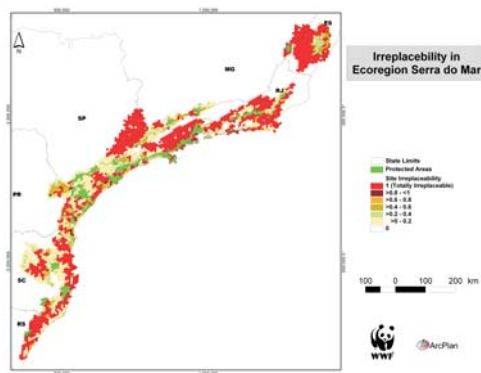 Irreplacebility in
Ecoregion Serra do Mar
N
ES
MG
RJ
SP
PR
SC
RS
State Limits
Protected Areas
Site Irreplaceability
1 (Totally Irreplaceable)
>0.8 - <1
>0.6 - 0.8
>0.4 - 0.6
>0.2 - 0.4
>0 - 0.2
0
100 0 100 200 km
WWF
ArcPlan